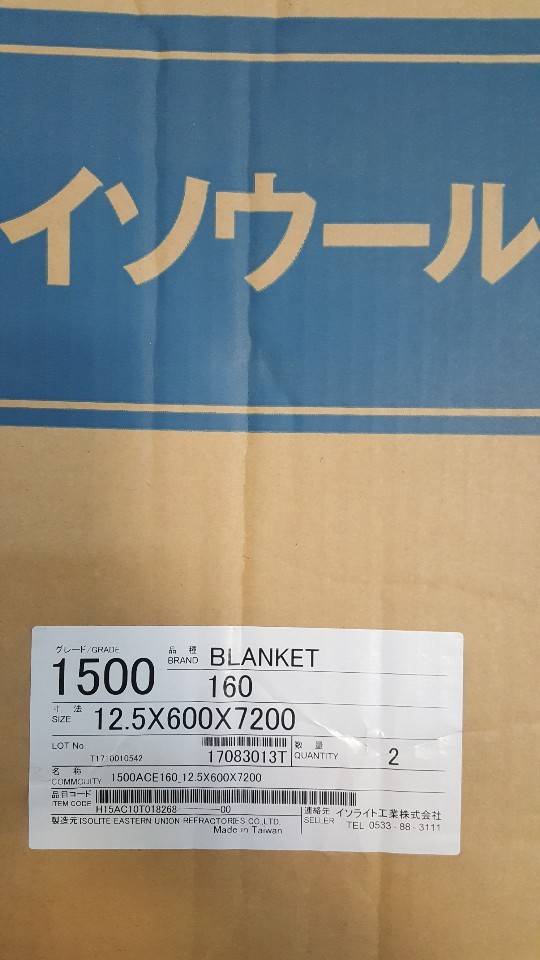 イソウール
グレード/GRADE
1500
品 種
BRAND BLANKET
160
寸 法
SIZE 12.5X600X7200
LOT No
T1710010542
17083013T
数 量
QUANTITY 2
名 称
COMMODITY 1500ACE160_12.5X600X7200
品目コード
ITEM CODE
H15AC10T018268————00
製造元 ISOLITE EASTERN UNION REFRACTORIES CO.,LTD.
Made in Taiwan
連絡先 イソライト工業株式会社
SELLER TEL 0533-88-3111